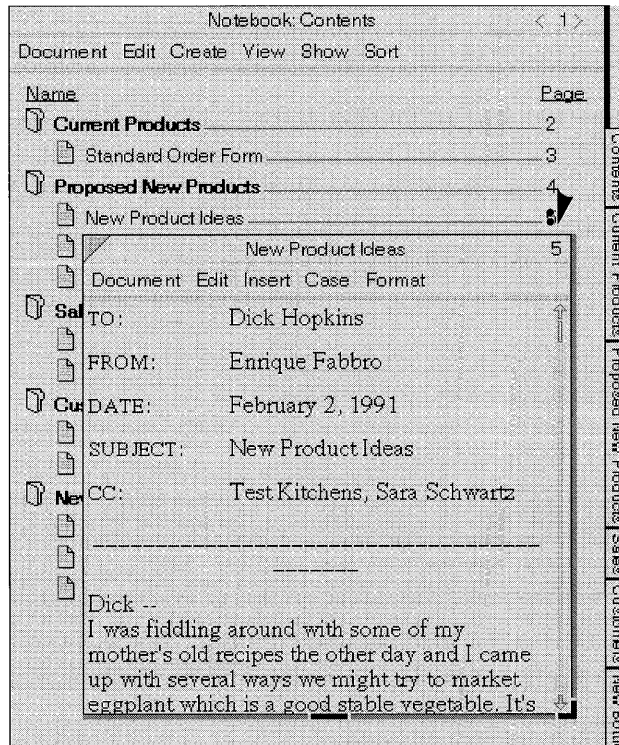 Notebook: Contents < 1 >
Document Edit Create View Show Sort
Name Page
Current Products 2
Standard Order Form 3
Proposed New Products 4
New Product Ideas
New Product Ideas 5
Document Edit Insert Case Format
Sal
TO: Dick Hopkins
FROM: Enrique Fabbro
Cu
DATE: February 2, 1991
SUBJECT: New Product Ideas
Ne
CC: Test Kitchens, Sara Schwartz
Dick --
I was fiddling around with some of my
mother's old recipes the other day and I came
up with several ways we might try to market
eggplant which is a good stable vegetable. It's
Contents
Current Products
Proposed New Products
Sales
Customers